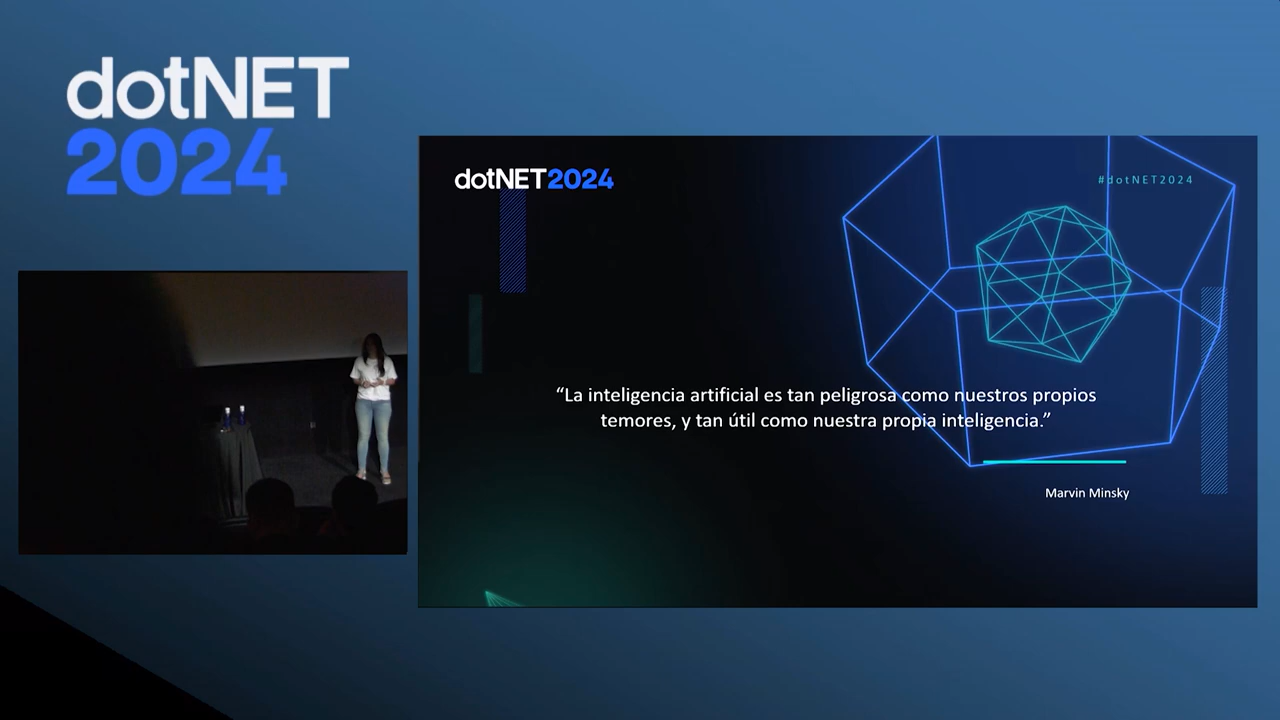 dotNET
2024
dotNET2024
#dotNET2024
“La inteligencia artificial es tan peligrosa como nuestros propios
temores, y tan útil como nuestra propia inteligencia.”
Marvin Minsky